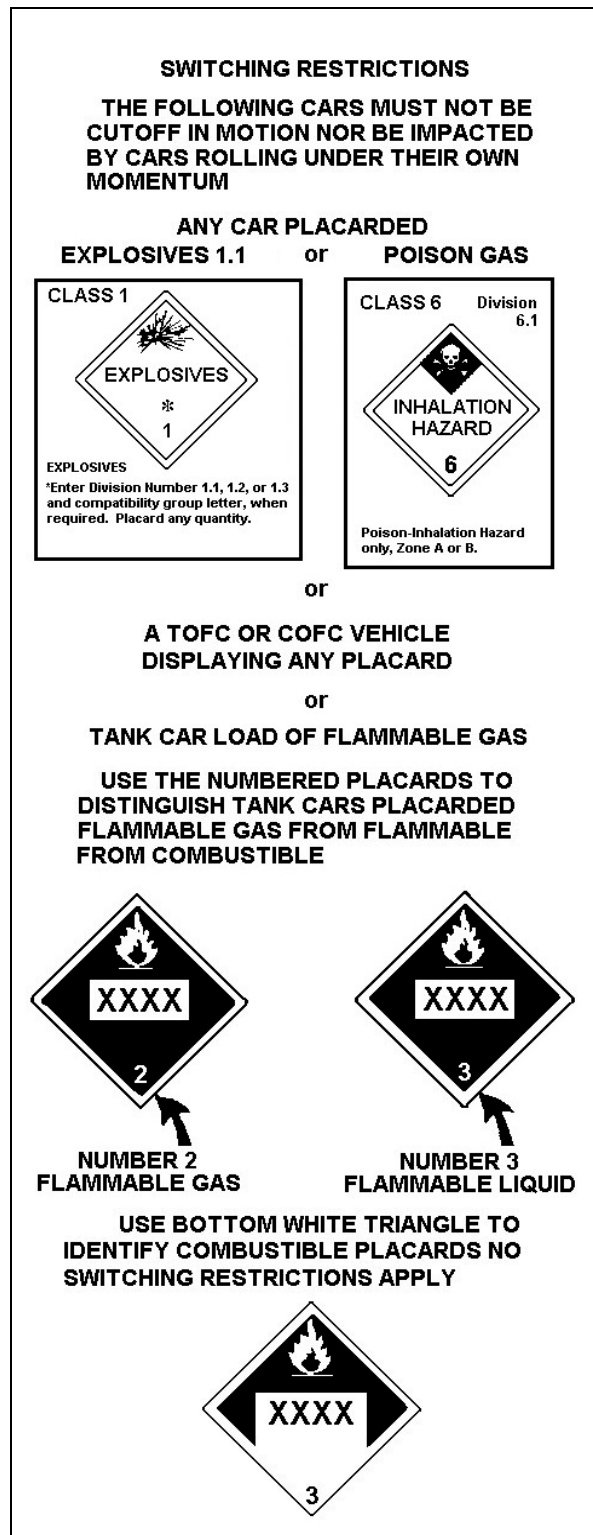 SWITCHING RESTRICTIONS
THE FOLLOWING CARS MUST NOT BE
CUTOFF IN MOTION NOR BE IMPACTED
BY CARS ROLLING UNDER THEIR OWN
MOMENTUM
ANY CAR PLACARDED
EXPLOSIVES 1.1 or POISON GAS
CLASS 1
EXPLOSIVES
*
1
EXPLOSIVES
*Enter Division Number 1.1, 1.2, or 1.3
and compatibility group letter, when
required. Placard any quantity.
CLASS 6 Division
6.1
INHALATION
HAZARD
6
Poison-Inhalation Hazard
only, Zone A or B.
or
A TOFC OR COFC VEHICLE
DISPLAYING ANY PLACARD
or
TANK CAR LOAD OF FLAMMABLE GAS
USE THE NUMBERED PLACARDS TO
DISTINGUISH TANK CARS PLACARDED
FLAMMABLE GAS FROM FLAMMABLE
FROM COMBUSTIBLE
XXXX
2
NUMBER 2
FLAMMABLE GAS
XXXX
3
NUMBER 3
FLAMMABLE LIQUID
USE BOTTOM WHITE TRIANGLE TO
IDENTIFY COMBUSTIBLE PLACARDS NO
SWITCHING RESTRICTIONS APPLY
XXXX
3